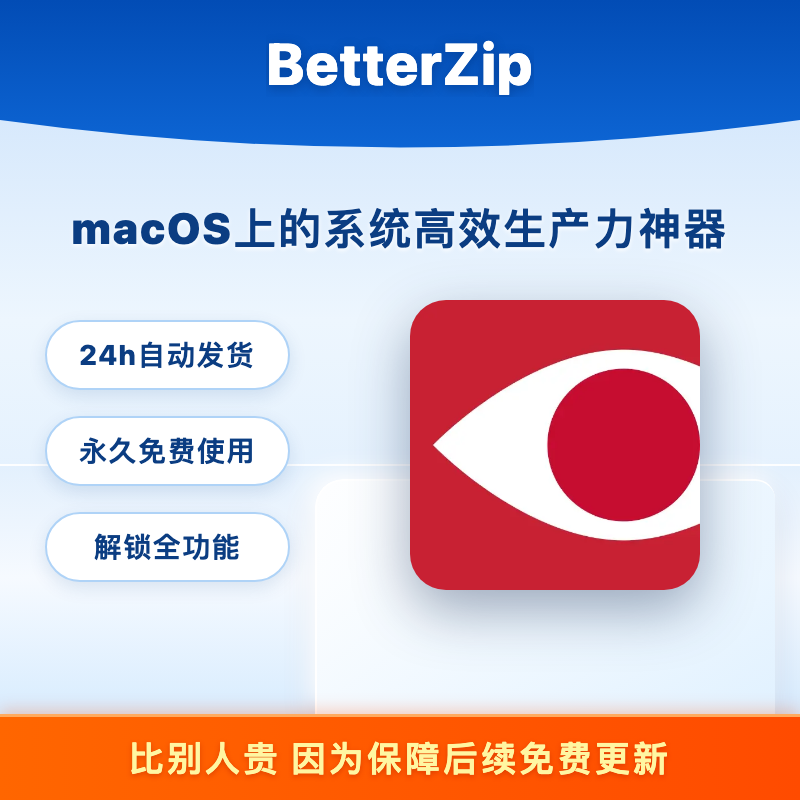 BetterZip
macOS上的系统高效生产力神器
24h自动发货
永久免费使用
解锁全功能
比别人贵 因为保障后续免费更新